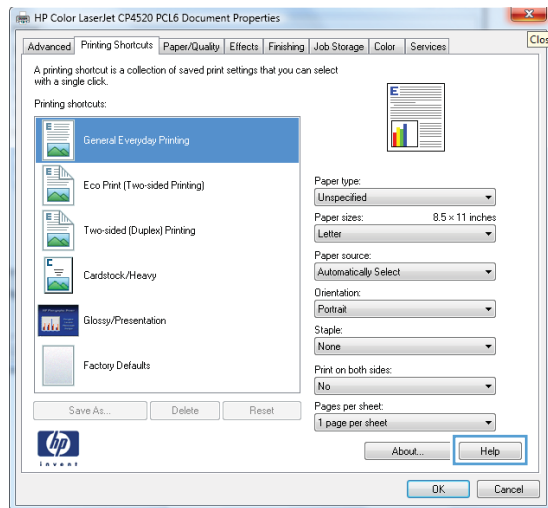 HP Color LaserJet CP4520 PCL6 Document Properties
Advanced Printing Shortcuts Paper/Quality Effects Finishing Job Storage Color Services
Clos
A printing shortcut is a collection of saved print settings that you can select
with a single click.
Printing shortcuts:
E
General Everyday Printing
E
Eco Print (Two-sided Printing)
E
Two-sided (Duplex) Printing
E
Cardstock/Heavy
Glossy/Presentation
Factory Defaults
Save As... Delete Reset
hp
invent
E
Paper type:
Unspecified
Paper sizes: 8.5 × 11 inches
Letter
Paper source:
Automatically Select
Orientation:
Portrait
Staple:
None
Print on both sides:
No
Pages per sheet:
1 page per sheet
About... Help
OK Cancel